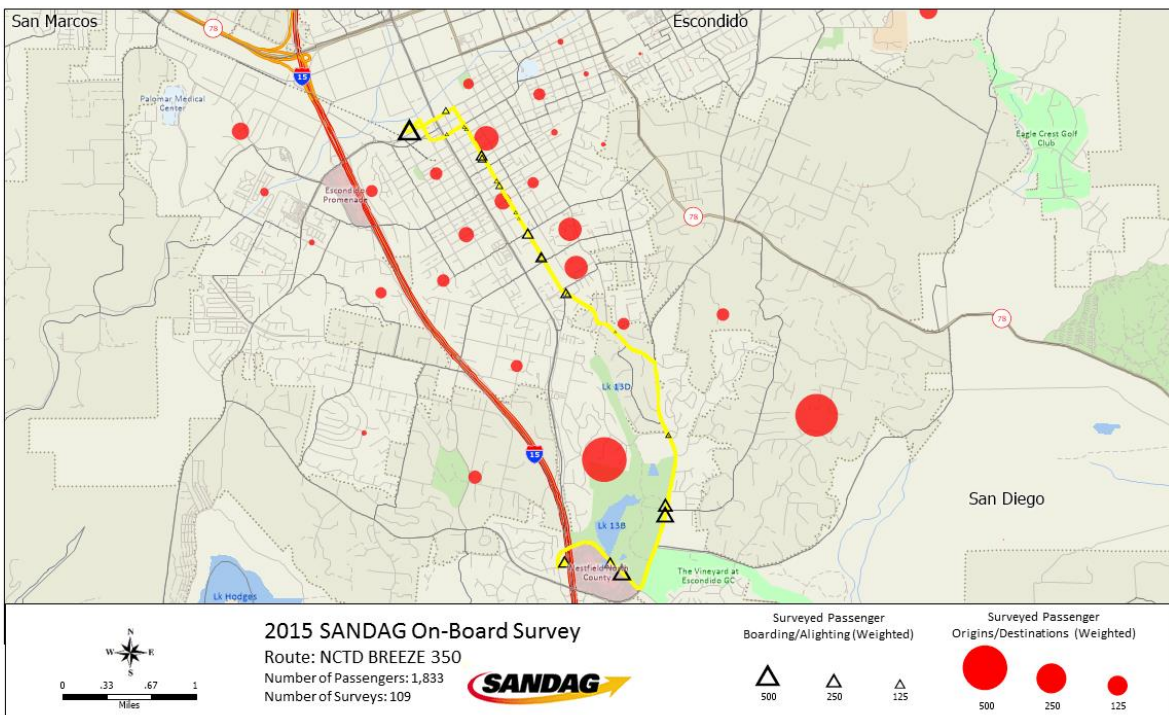 San Marcos
Escondido
78
15
Palomar Medical
Center
Eagle Crest Golf
Club
Escondido
Promenade
78
78
Lk 13D
15
San Diego
Lk 13B
Westfield North
County
The Vineyard at
Escondido GC
Lk Hodges
N
W E
S
0 .33 .67 1
Miles
2015 SANDAG On-Board Survey
Route: NCTD BREEZE 350
Number of Passengers: 1,833
Number of Surveys: 109
SANDAG
Surveyed Passenger
Boarding/Alighting (Weighted)
500 250 125
Surveyed Passenger
Origins/Destinations (Weighted)
500 250 125